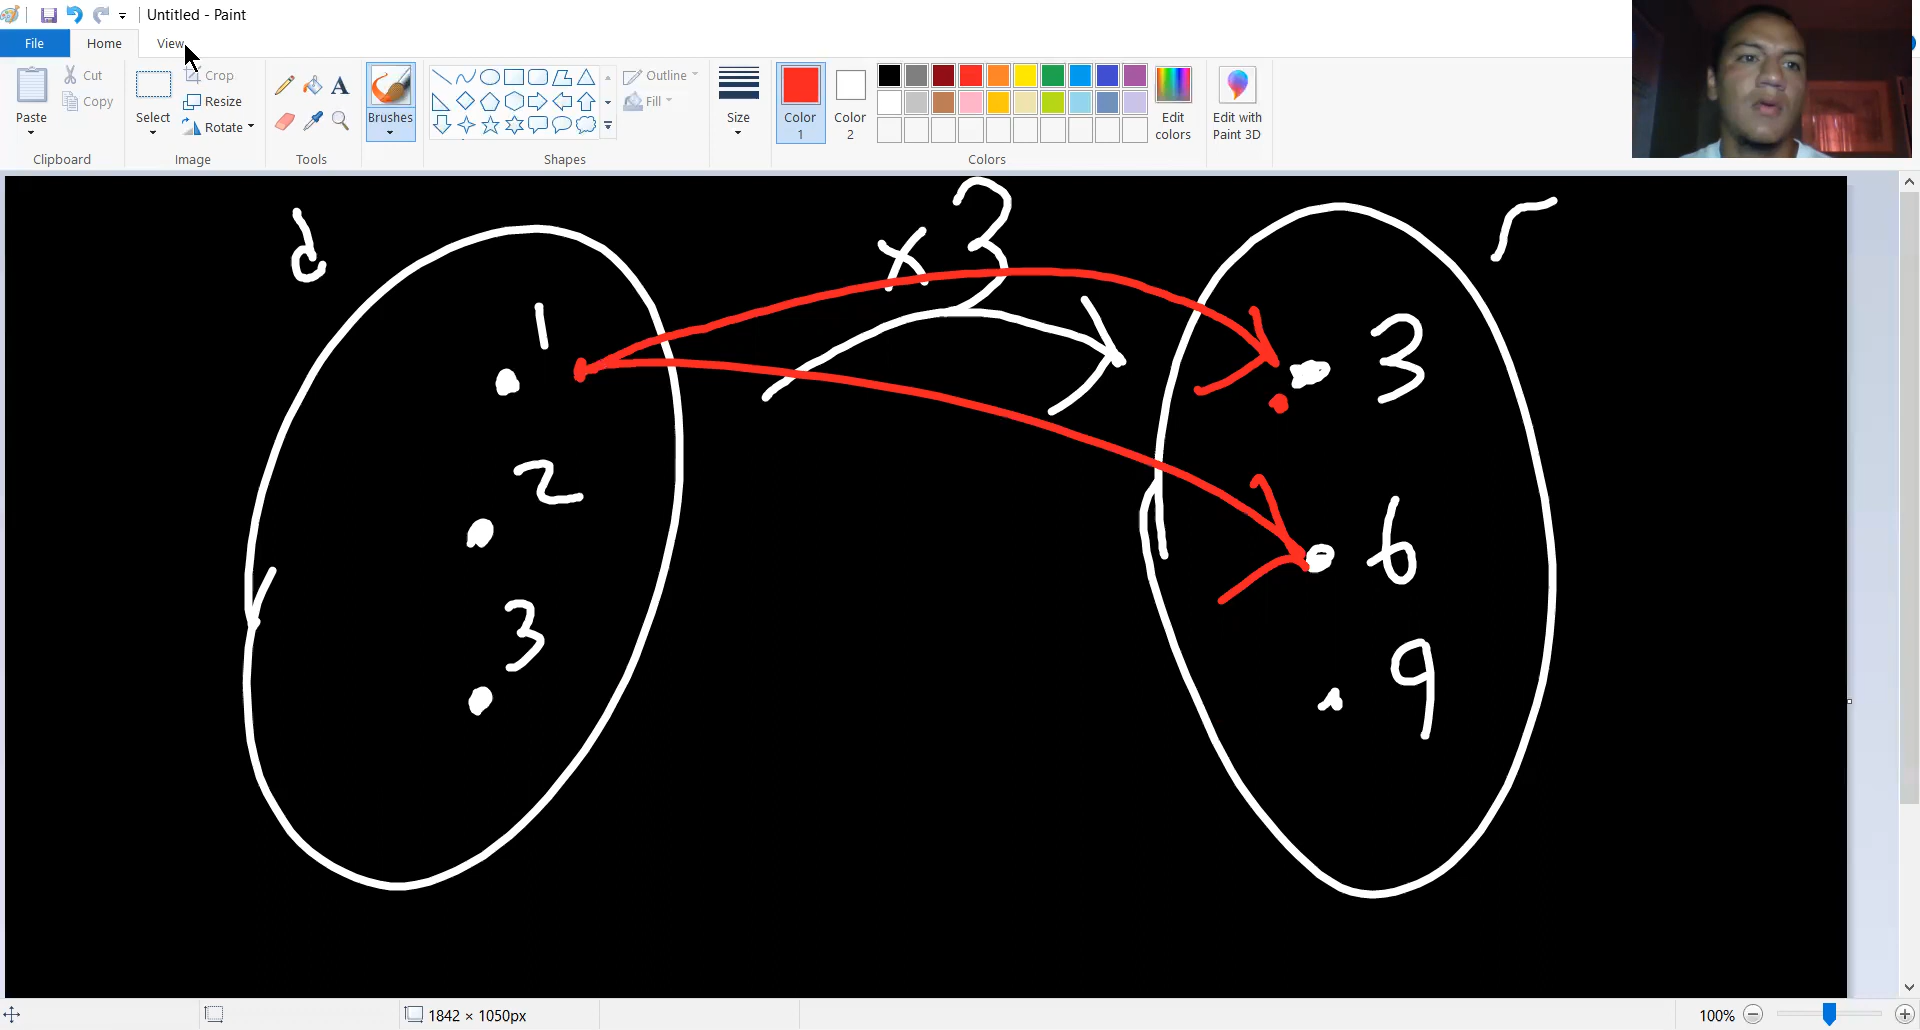 Untitled - Paint
File Home View
Cut
Copy
Paste
Clipboard
Crop
Resize
Rotate
Select
Image
A
Tools
Brushes
Outline
Fill
Shapes
Size
Color 1
Color 2
Edit colors
Colors
Edit with Paint 3D
d
x3
r
1
2
3
3
6
9
1842 × 1050px
100%